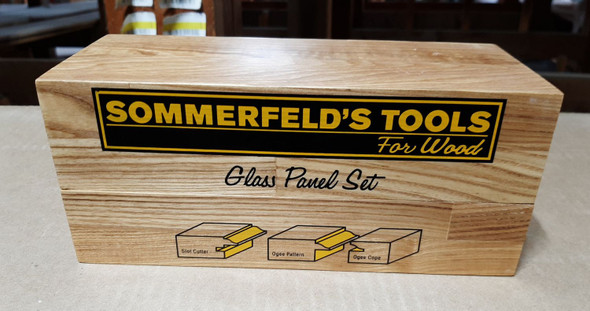 SOMMERFELD'S TOOLS
For Wood
Glass Panel Set
Slot Cutter
Ogee Pattern
Ogee Cope